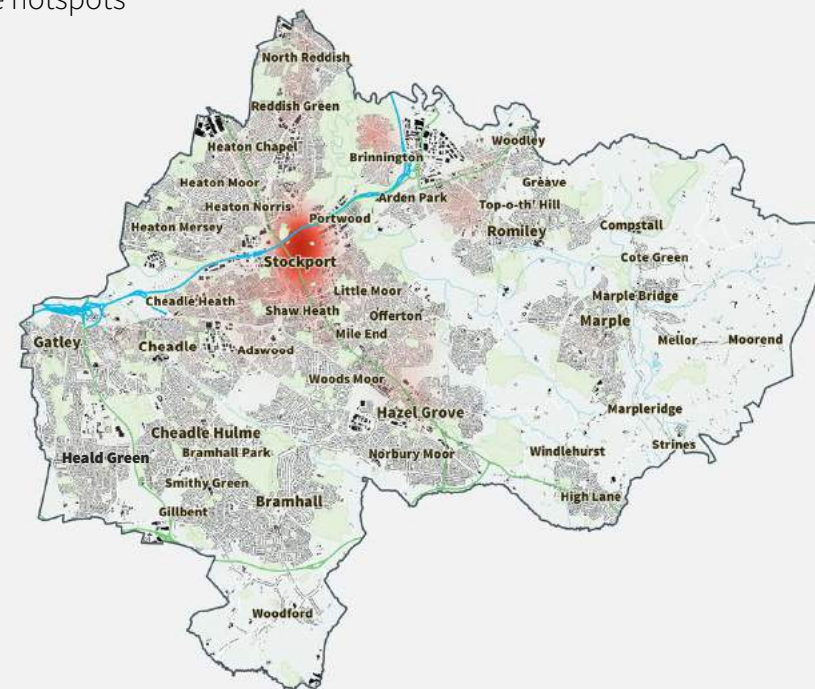 hotspots
North Reddish
Reddish Green
Heaton Chapel
Woodley
Brinnington
Heaton Moor
Greave
Arden Park
Heaton Norris
Top-o-th' Hill
Portwood
Heaton Mersey
Compstall
Romiley
Stockport
Cote Green
Little Moor
Marple Bridge
Cheadle Heath
Shaw Heath
Offerton
Marple
Mile End
Gatley
Cheadle
Adswood
Mellor
Moorend
Woods Moor
Hazel Grove
Marpleridge
Cheadle Hulme
Strines
Bramhall Park
Norbury Moor
Windlehurst
Heald Green
Smithy Green
High Lane
Bramhall
Gillbent
Woodford